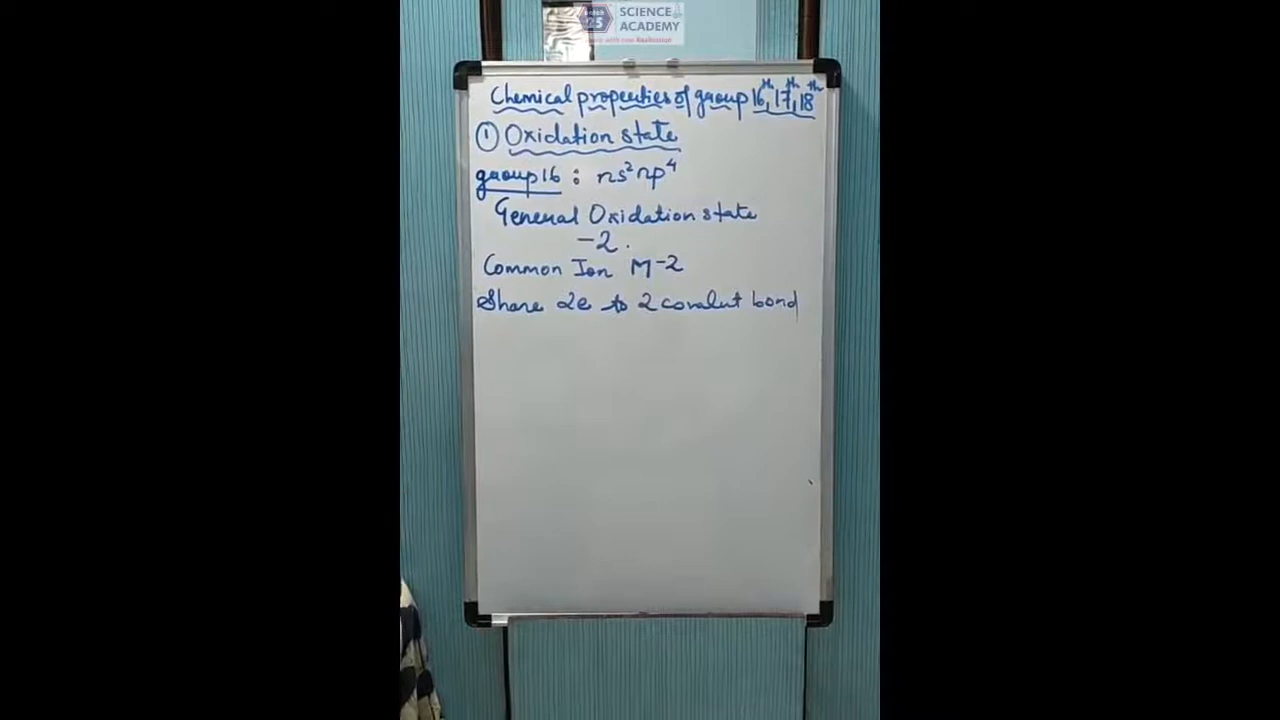 SCIENCE
ACADEMY
Chemical properties of group 16th, 17th, 18th
① Oxidation state
group 16 : ns²np⁴
General Oxidation state
-2.
Common Ion M-2
Share 2e to 2 covalut bond